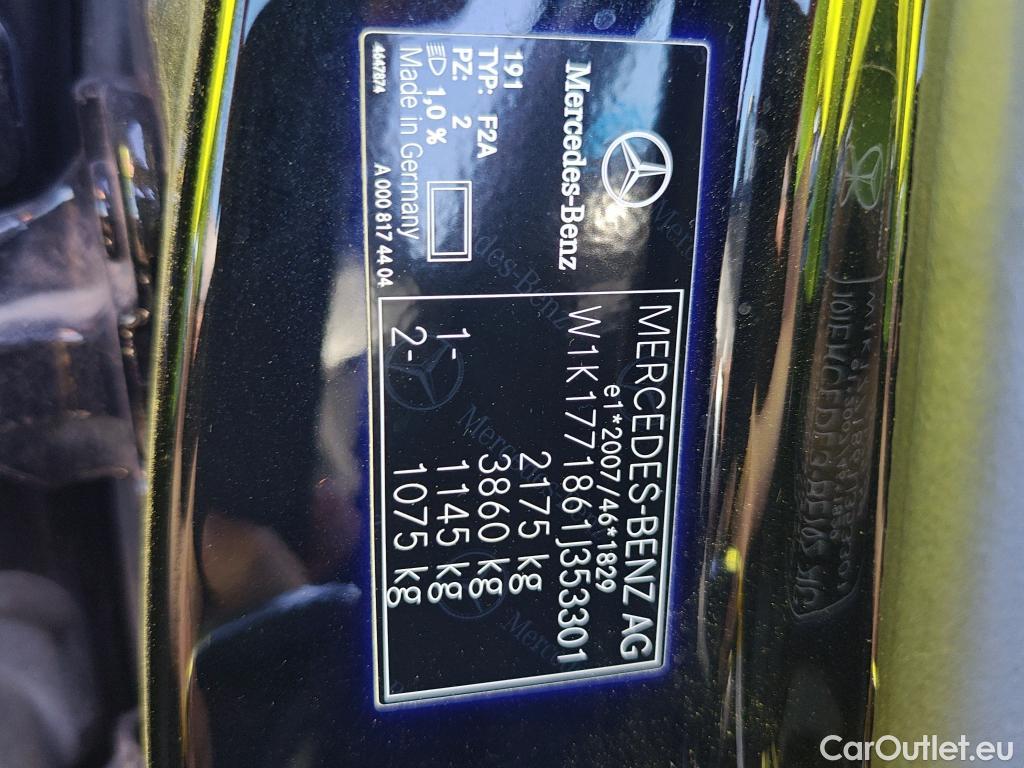 Mercedes-Benz
191
TYP: F2A
PZ: 2
1,0 %
Made in Germany
4647874 A 000 817 44 04
MERCEDES-BENZ AG
e1*2007/46*1829
W1K1771861J353301
2175 kg
3860 kg
1- 1145 kg
2- 1075 kg
CarOutlet.eu